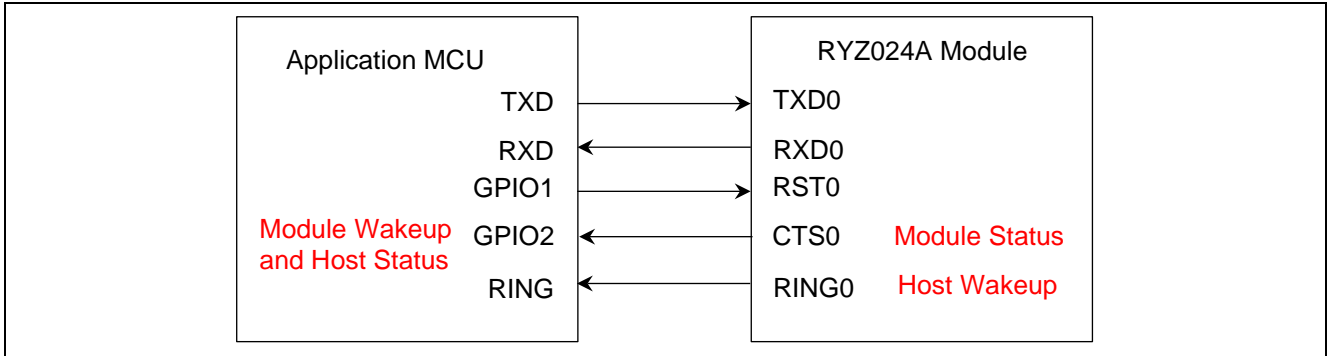 Application MCU
RYZ024A Module
TXD
TXD0
RXD
RXD0
GPIO1
RST0
Module Wakeup
and Host Status
GPIO2
CTS0
Module Status
RING
RING0
Host Wakeup